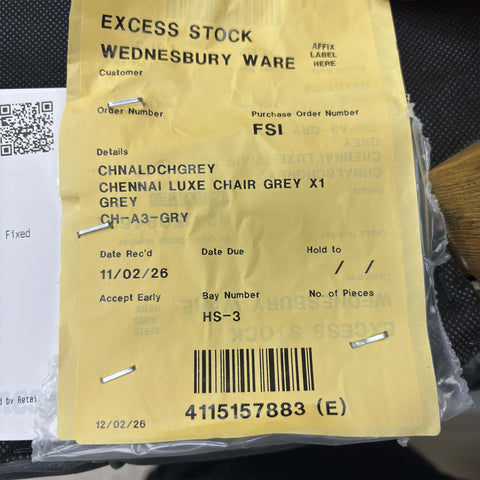 EXCESS STOCK
WEDNESBURY WARE
AFFIX
LABEL
HERE
Customer
Order Number
Purchase Order Number
FSI
Details
CHNALDCHGREY
CHENNAI LUXE CHAIR GREY X1
GREY
CH-A3-GRY
Date Rec'd
Date Due
Hold to
11/02/26
/ /
Accept Early
Bay Number
No. of Pieces
HS-3
4115157883 (E)
12/02/26
Fixed
d by Retai